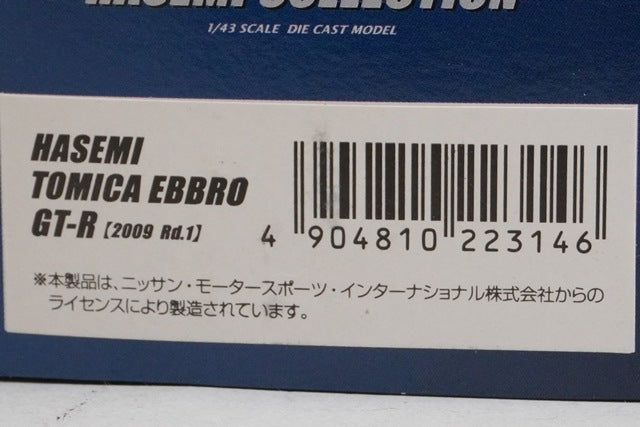 HASEMI COLLECTION
1/43 SCALE DIE CAST MODEL
HASEMI
TOMICA EBBRO
GT-R [2009 Rd.1]
4 904810 223146
※本製品は、ニッサン・モータースポーツ・インターナショナル株式会社からの
ライセンスにより製造されています。